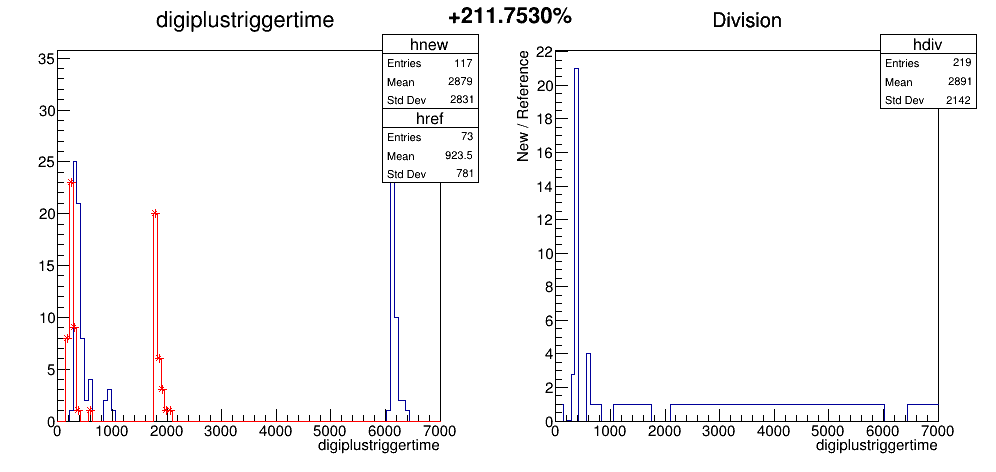 +211.7530%
digiplustriggertime
hnew
Entries 117
Mean 2879
Std Dev 2831
href
Entries 73
Mean 923.5
Std Dev 781
35
30
25
20
15
10
5
0
0 1000 2000 3000 4000 5000 6000 7000
digiplustriggertime
Division
hdiv
Entries 219
Mean 2891
Std Dev 2142
New / Reference
22
20
18
16
14
12
10
8
6
4
2
0
0 1000 2000 3000 4000 5000 6000 7000
digiplustriggertime